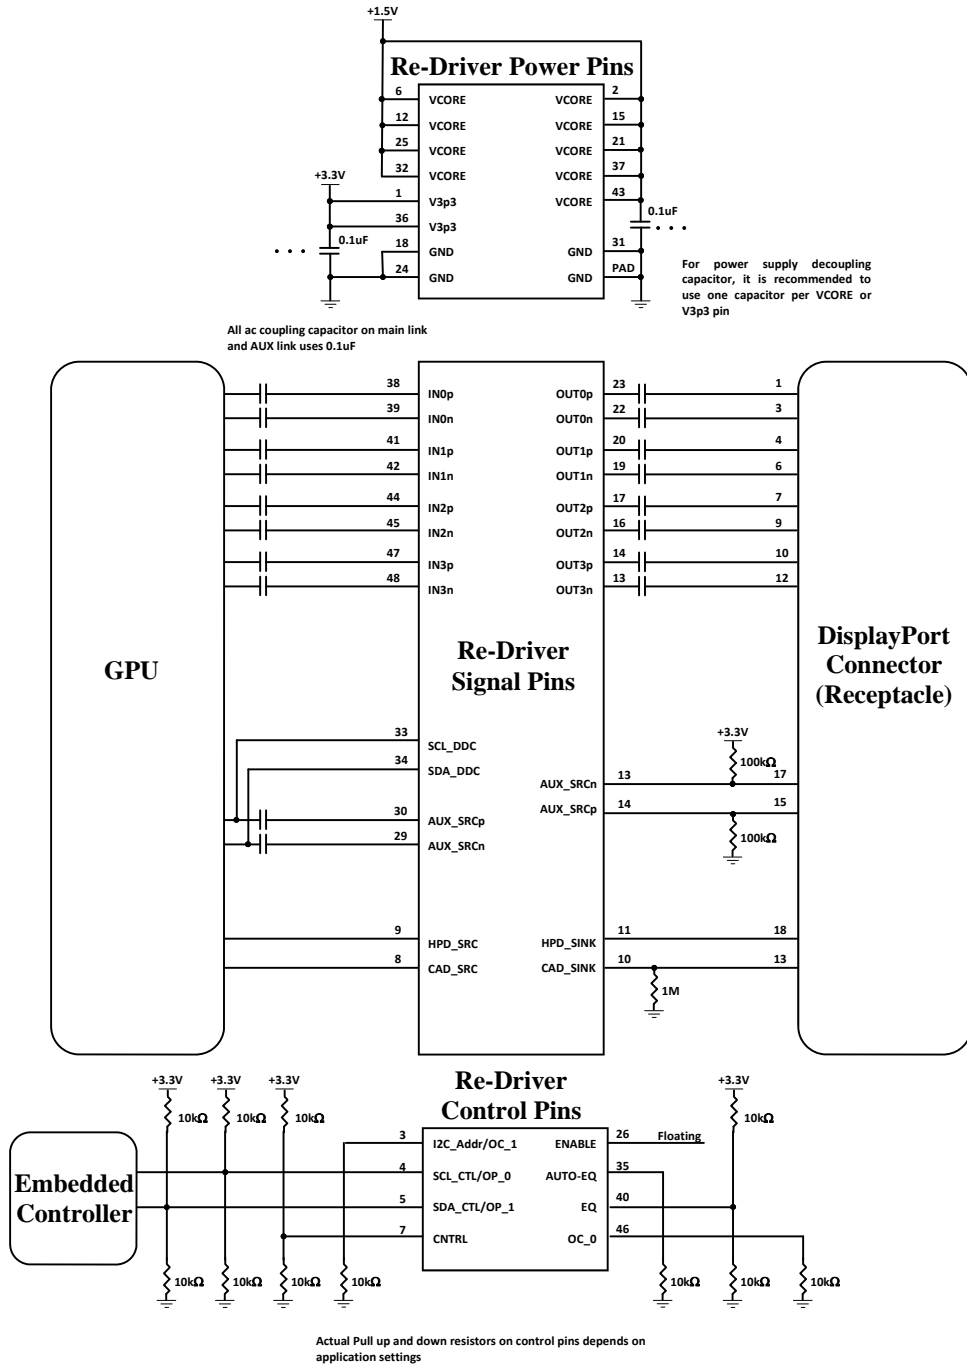 +1.5V
Re-Driver Power Pins
6 VCORE VCORE 2
12 VCORE VCORE 15
25 VCORE VCORE 21
32 VCORE VCORE 37
+3.3V
1 V3p3 VCORE 43
36 V3p3
0.1uF
0.1uF
18 GND GND 31
24 GND GND PAD
For power supply decoupling
capacitor, it is recommended to
use one capacitor per VCORE or
V3p3 pin
All ac coupling capacitor on main link
and AUX link uses 0.1uF
38 IN0p OUT0p 23 1
39 IN0n OUT0n 22 3
41 IN1p OUT1p 20 4
42 IN1n OUT1n 19 6
44 IN2p OUT2p 17 7
45 IN2n OUT2n 16 9
47 IN3p OUT3p 14 10
48 IN3n OUT3n 13 12
GPU
Re-Driver
Signal Pins
DisplayPort
Connector
(Receptacle)
33 SCL_DDC
34 SDA_DDC
+3.3V
100kΩ
AUX_SRCn 13 17
AUX_SRCp 14 15
100kΩ
30 AUX_SRCp
29 AUX_SRCn
9 HPD_SRC HPD_SINK 11 18
8 CAD_SRC CAD_SINK 10 13
1M
Re-Driver
Control Pins
+3.3V +3.3V +3.3V +3.3V
10kΩ 10kΩ 10kΩ 10kΩ
Embedded
Controller
3 I2C_Addr/OC_1 ENABLE 26 Floating
4 SCL_CTL/OP_0 AUTO-EQ 35
5 SDA_CTL/OP_1 EQ 40
7 CNTRL OC_0 46
10kΩ 10kΩ 10kΩ 10kΩ 10kΩ 10kΩ 10kΩ
Actual Pull up and down resistors on control pins depends on
application settings